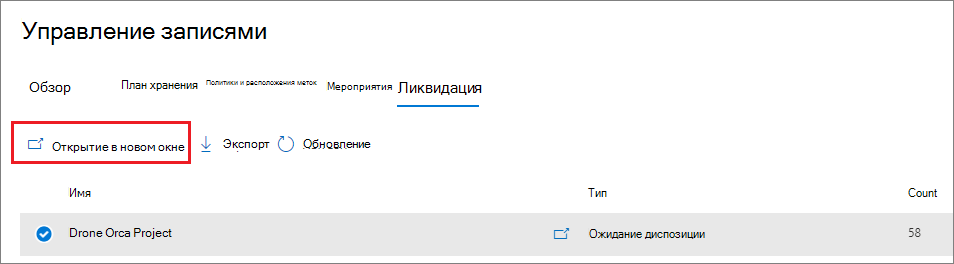 Управление записями
Обзор План хранения Политики и расположения меток Мероприятия Ликвидация
Открытие в новом окне Экспорт Обновление
Имя Тип Count
Drone Orca Project Ожидание диспозиции 58